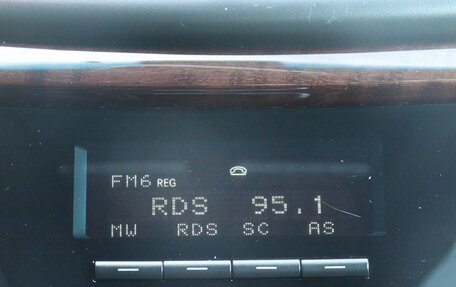 FM6 REG
RDS 95.1
MW RDS SC AS